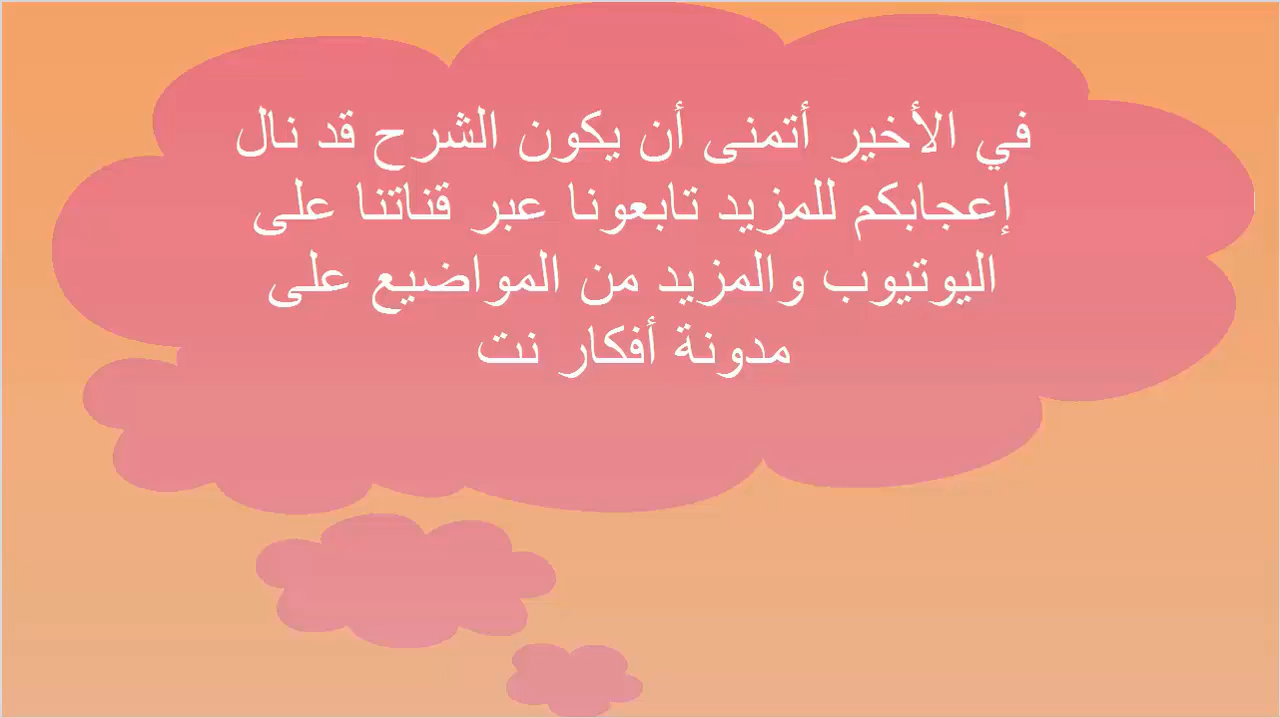 في الأخير أتمنى أن يكون الشرح قد نال
إعجابكم للمزيد تابعونا عبر قناتنا على
اليوتيوب والمزيد من المواضيع على
مدونة أفكار نت